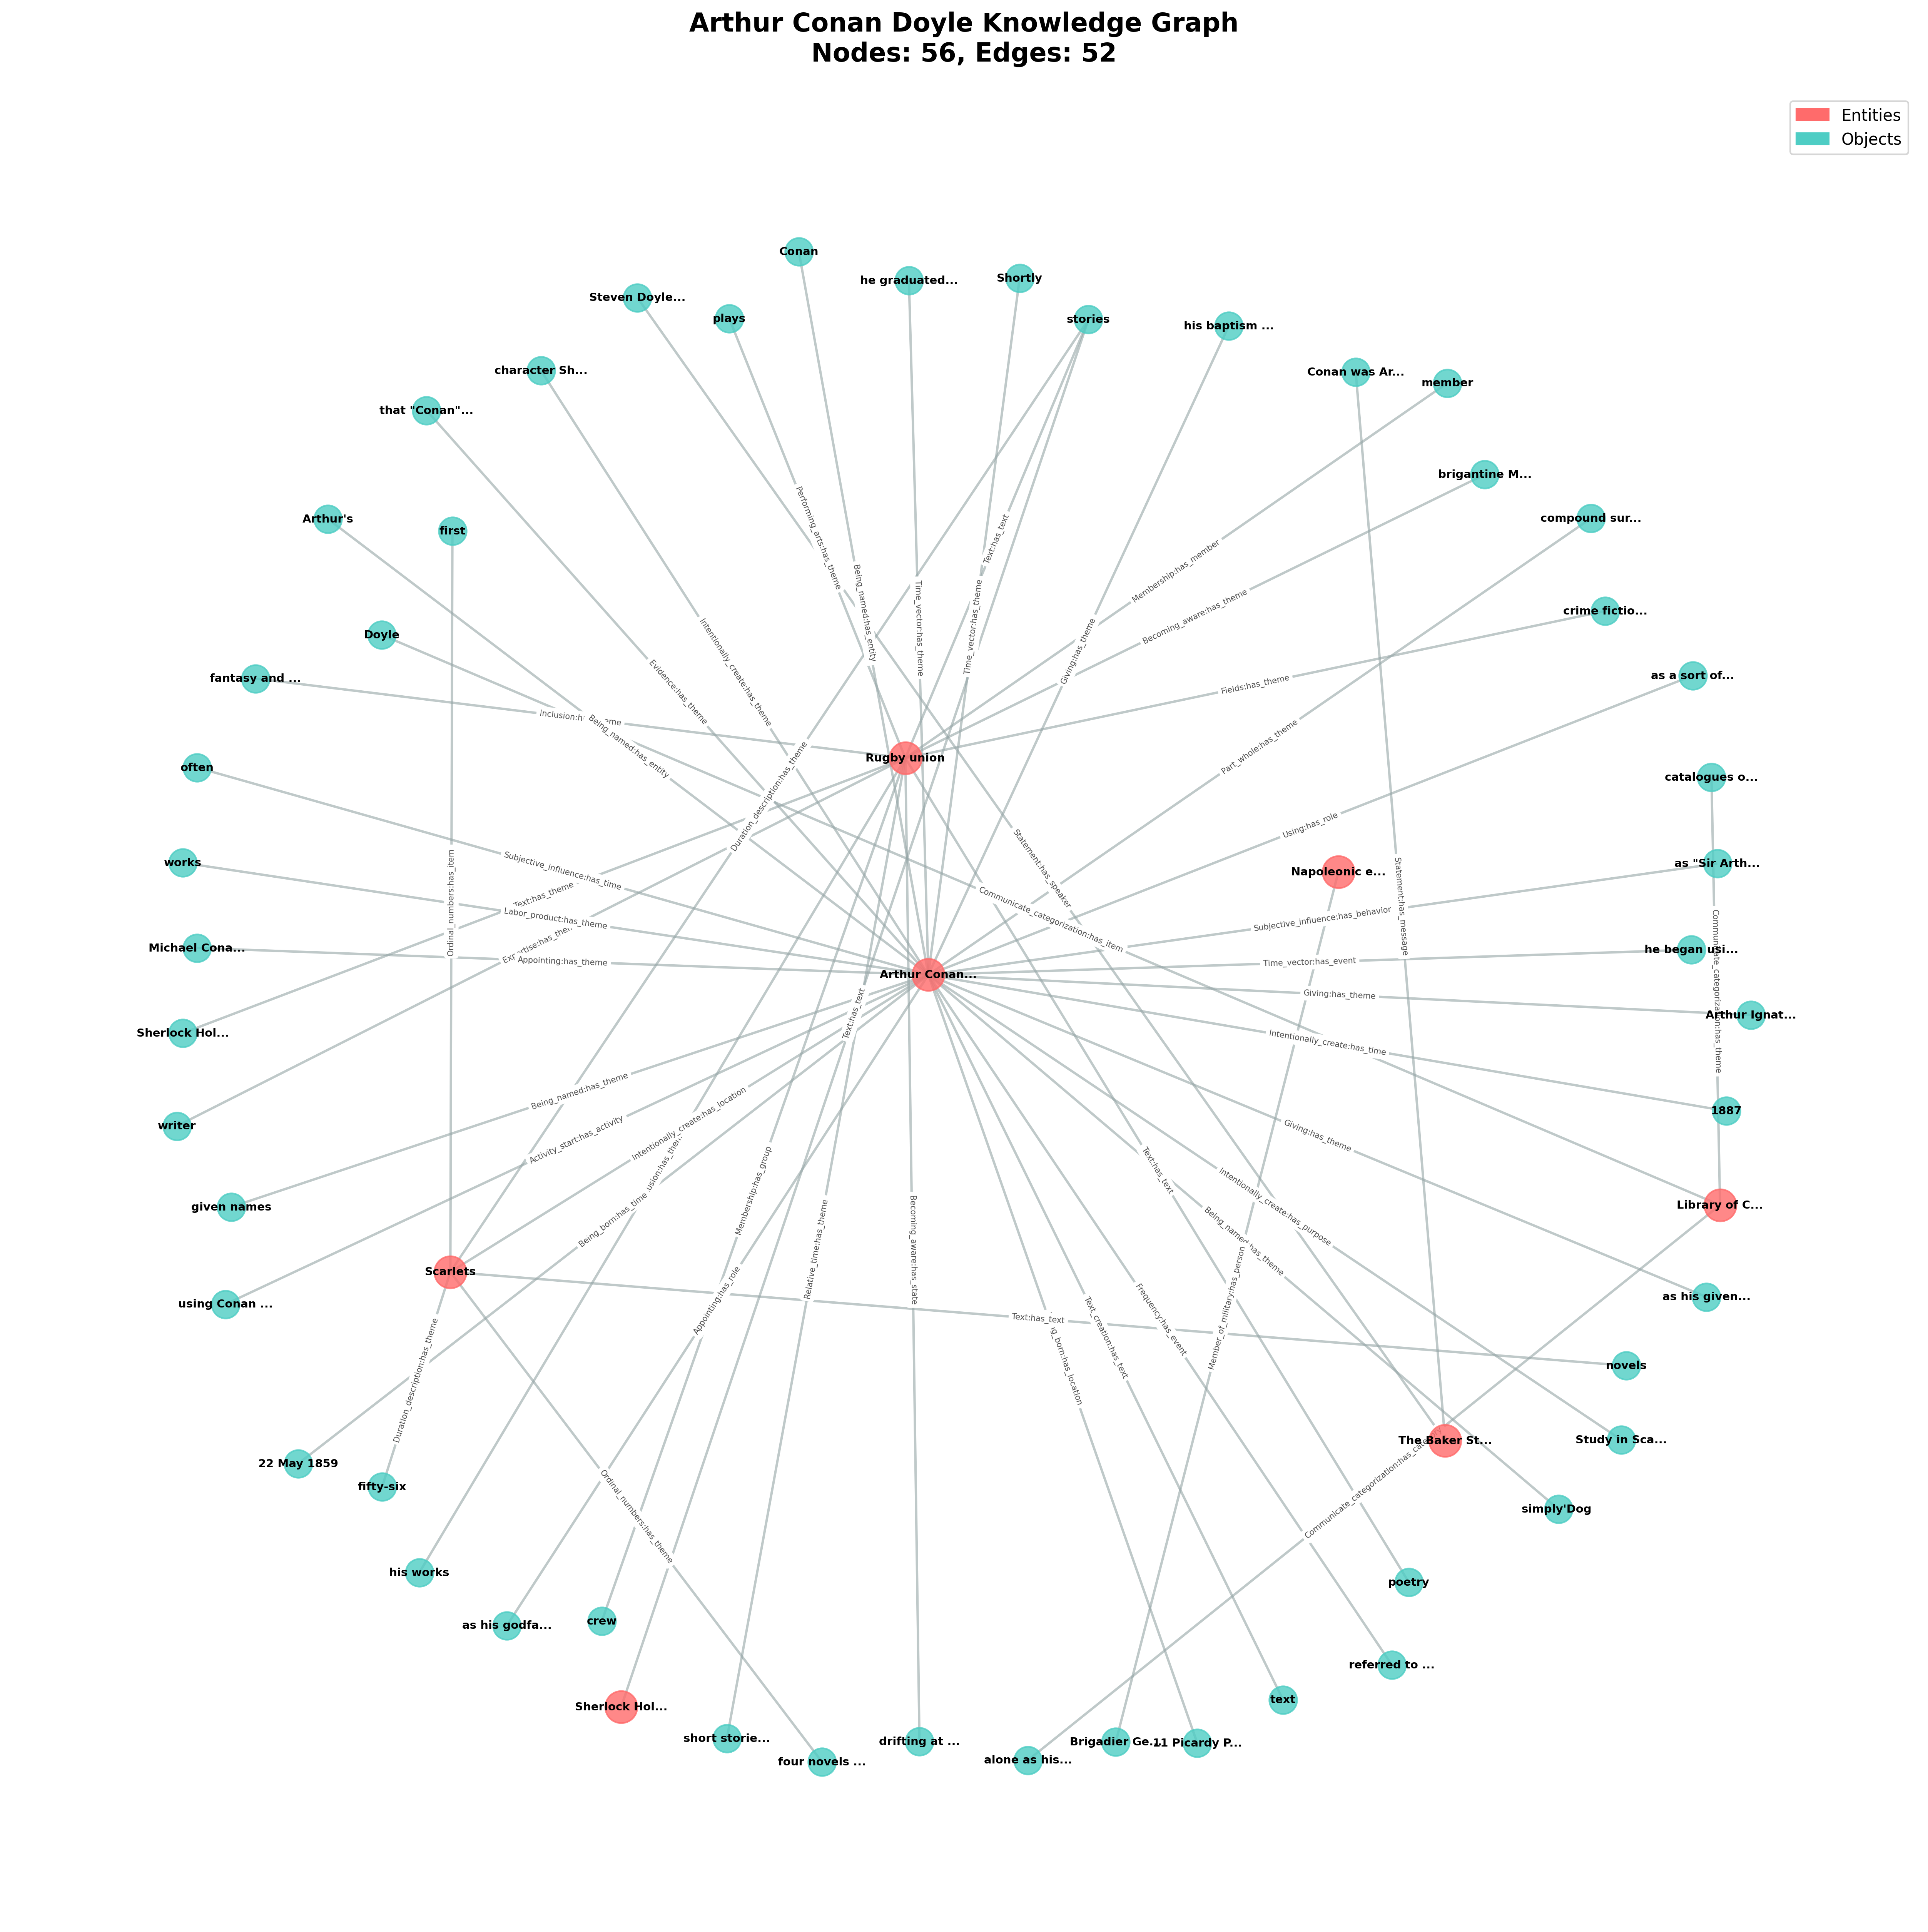 Arthur Conan Doyle Knowledge Graph
Nodes: 56, Edges: 52
Entities
Objects
Conan
he graduated...
Shortly
Steven Doyle...
plays
stories
his baptism ...
character Sh...
Conan was Ar...
member
that "Conan"...
brigantine M...
Arthur's
first
compound sur...
Performing_arts:has_theme
Text:has_text
Membership:has_member
Being_named:has_entity
Time_vector:has_theme
Time_vector:has_theme
Becoming_aware:has_theme
crime fictio...
Doyle
Giving:has_theme
Intentionally_create:has_theme
Evidence:has_theme
fantasy and ...
Fields:has_theme
as a sort of...
Being_named:has_entity
Part_whole:has_theme
Rugby union
often
catalogues o...
Duration_description:has_theme
Using:has_role
works
Subjective_influence:has_time
Statement:has_speaker
Napoleonic e...
as "Sir Arth...
Text:has_theme
Ordinal_numbers:has_item
Labor_product:has_theme
Communicate_categorization:has_item
Subjective_influence:has_behavior
Statement:has_message
Michael Cona...
Appointing:has_theme
Time_vector:has_event
he began usi...
Arthur Conan...
Giving:has_theme
Communicate_categorization:has_theme
Arthur Ignat...
Sherlock Hol...
Text:has_text
Intentionally_create:has_time
writer
Being_named:has_theme
1887
Activity_start:has_activity
Intentionally_create:has_location
Giving:has_theme
Text:has_text
given names
Being_born:has_time
Membership:has_group
Intentionally_create:has_purpose
Library of C...
Being_named:has_theme
Relative_time:has_theme
Becoming_aware:has_state
Scarlets
using Conan ...
Appointing:has_role
Member_of_military:has_person
as his given...
Text:has_text
Frequency:has_event
Text_creation:has_text
novels
Duration_description:has_theme
The Baker St...
Study in Sca...
22 May 1859
fifty-six
simply'Dog
Ordinal_numbers:has_theme
his works
poetry
as his godfa...
crew
referred to ...
Sherlock Hol...
text
short storie...
four novels ...
drifting at ...
alone as his...
Brigadier Ge...
11 Picardy P...